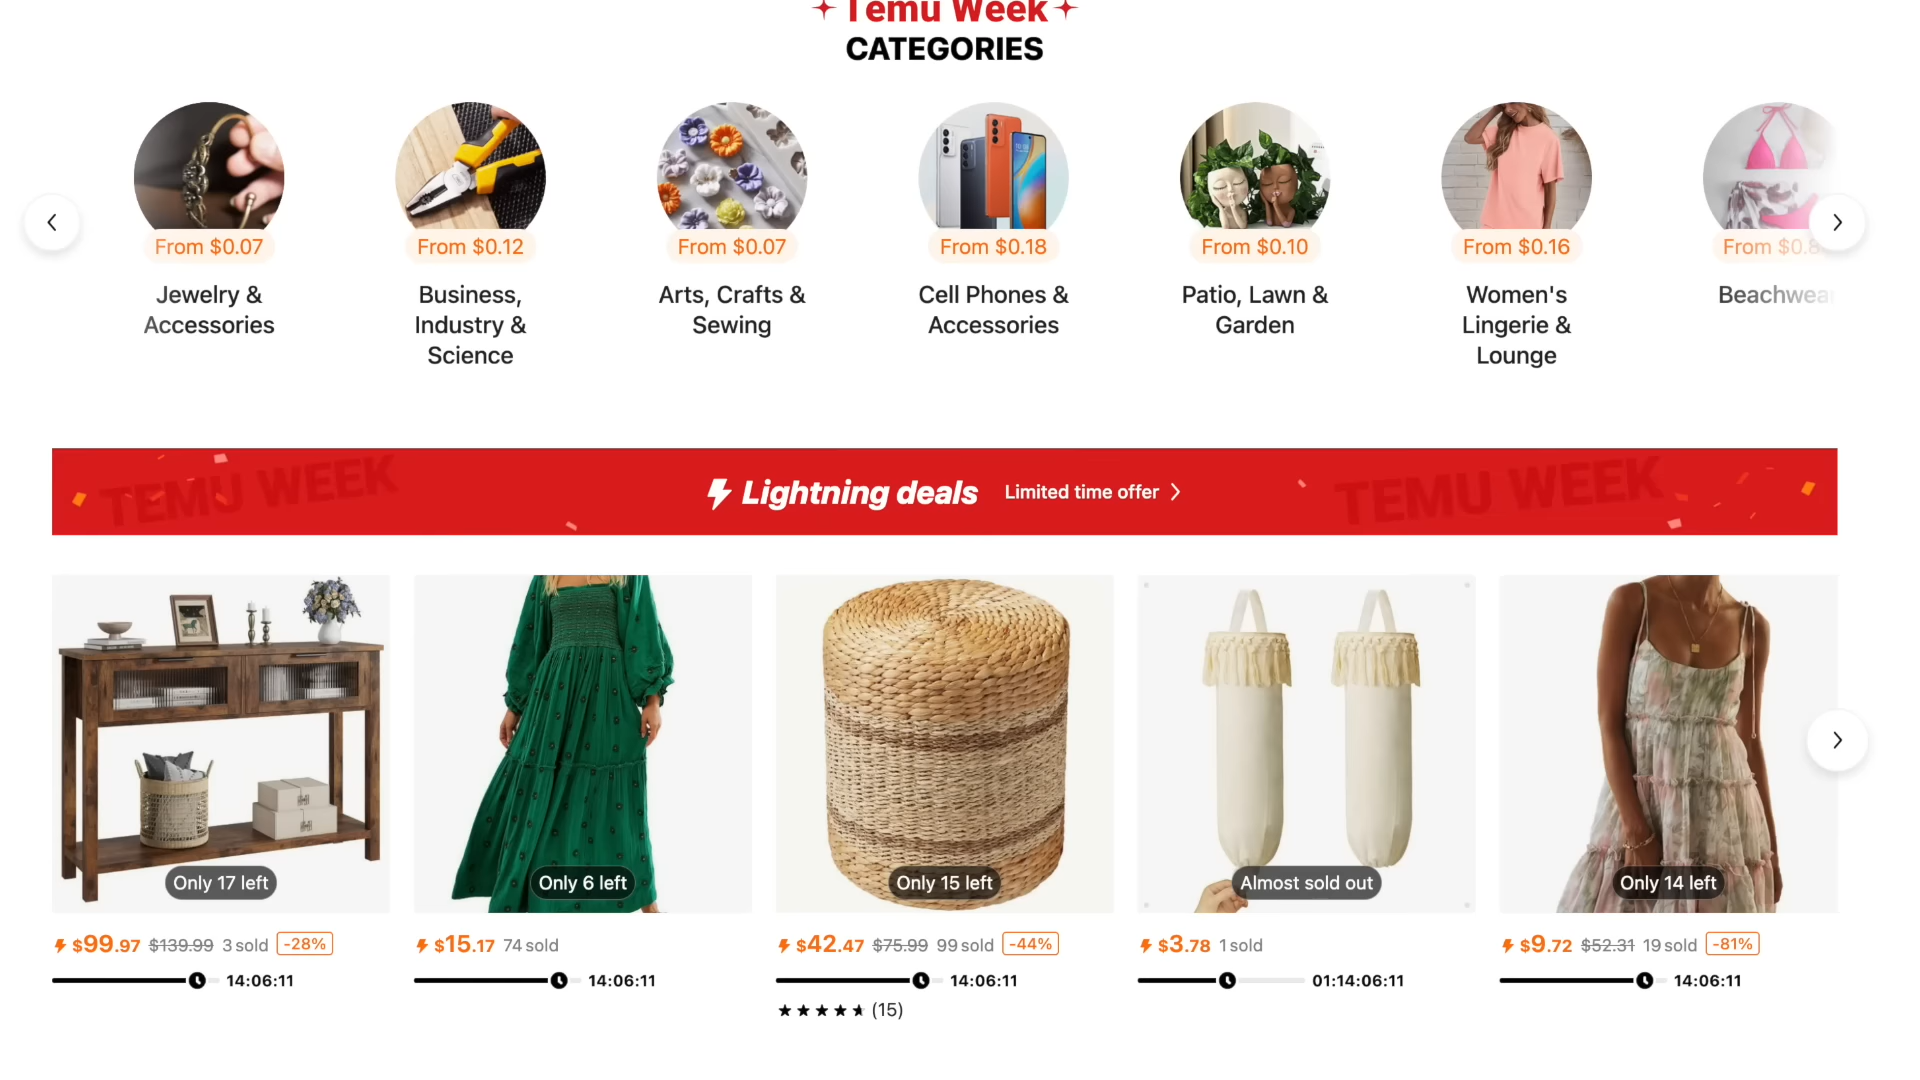 Temu Week
CATEGORIES
From $0.07
From $0.12
From $0.07
From $0.18
From $0.10
From $0.16
Jewelry &
Accessories
Business,
Industry &
Science
Arts, Crafts &
Sewing
Cell Phones &
Accessories
Patio, Lawn &
Garden
Women's
Lingerie &
Lounge
Beachwear
TEMU WEEK
Lightning deals Limited time offer
TEMU WEEK
Only 17 left
Only 6 left
Only 15 left
Almost sold out
Only 14 left
$99.97 $139.99 3 sold -28%
14:06:11
$15.17 74 sold
14:06:11
$42.47 $75.99 99 sold -44%
14:06:11
(15)
$3.78 1 sold
01:14:06:11
$9.72 $52.31 19 sold -81%
14:06:11